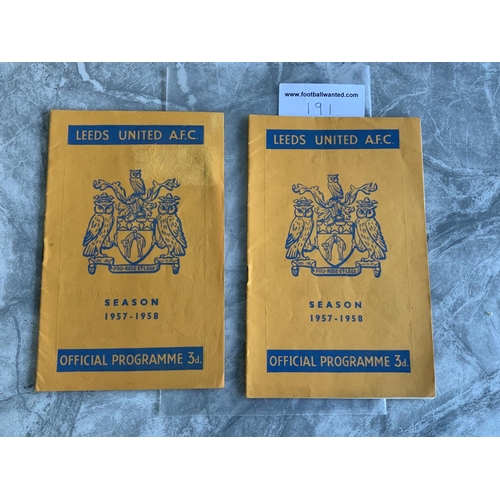 www.footballwanted.com
191
LEEDS UNITED A.F.C.
PRO·REGE·ET·LEGE
SEASON
1957-1958
OFFICIAL PROGRAMME 3d.
LEEDS UNITED A.F.C.
PRO·REGE·ET·LEGE
SEASON
1957-1958
OFFICIAL PROGRAMME 3d.